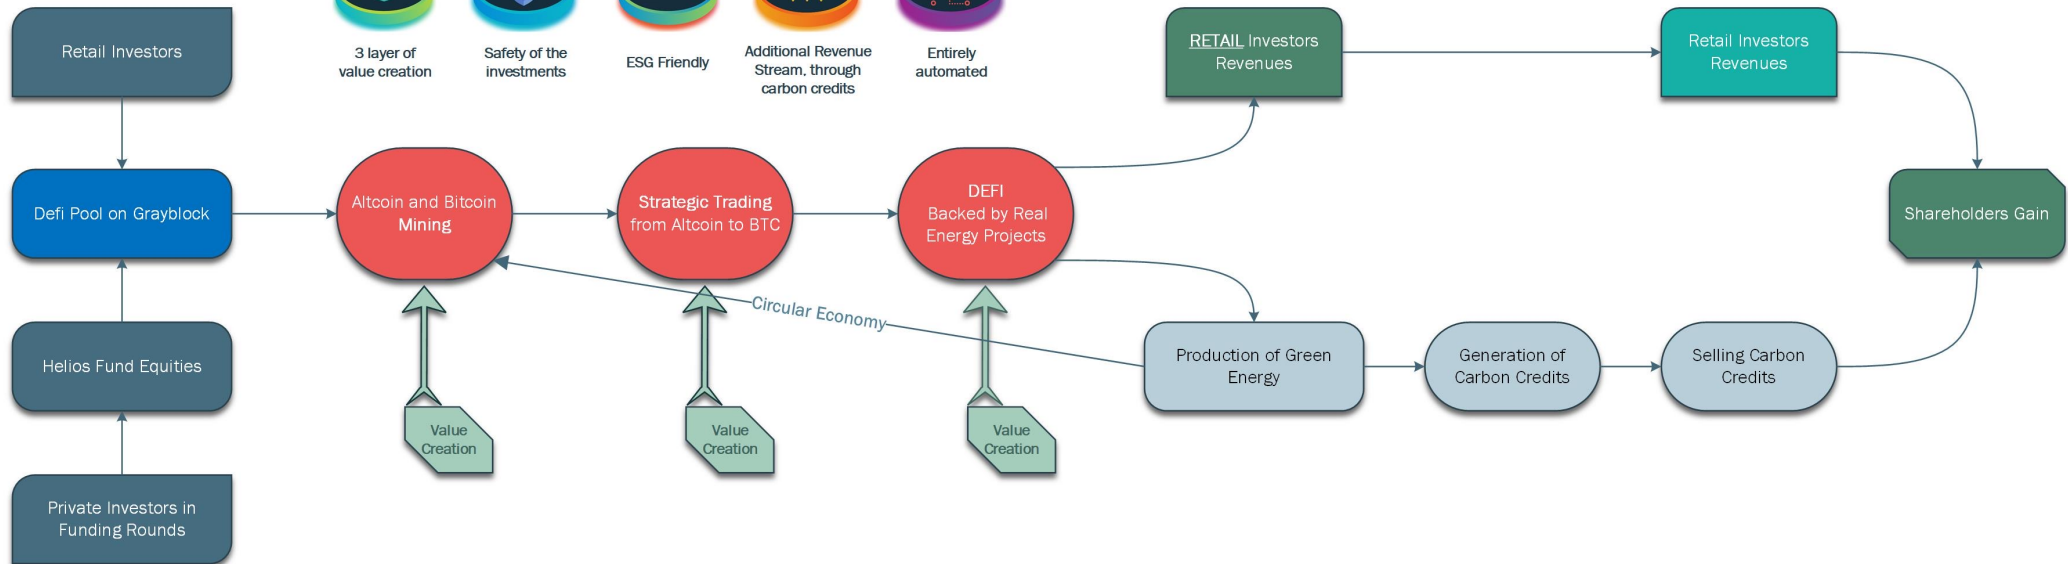 Retail Investors
3 layer of
value creation
Safety of the
investments
ESG Friendly
Additional Revenue
Stream, through
carbon credits
Entirely
automated
RETAIL Investors
Revenues
Retail Investors
Revenues
Defi Pool on Grayblock
Altcoin and Bitcoin
Mining
Strategic Trading
from Altcoin to BTC
DEFI
Backed by Real
Energy Projects
Shareholders Gain
Circular Economy
Helios Fund Equities
Production of Green
Energy
Generation of
Carbon Credits
Selling Carbon
Credits
Value
Creation
Value
Creation
Value
Creation
Private Investors in
Funding Rounds